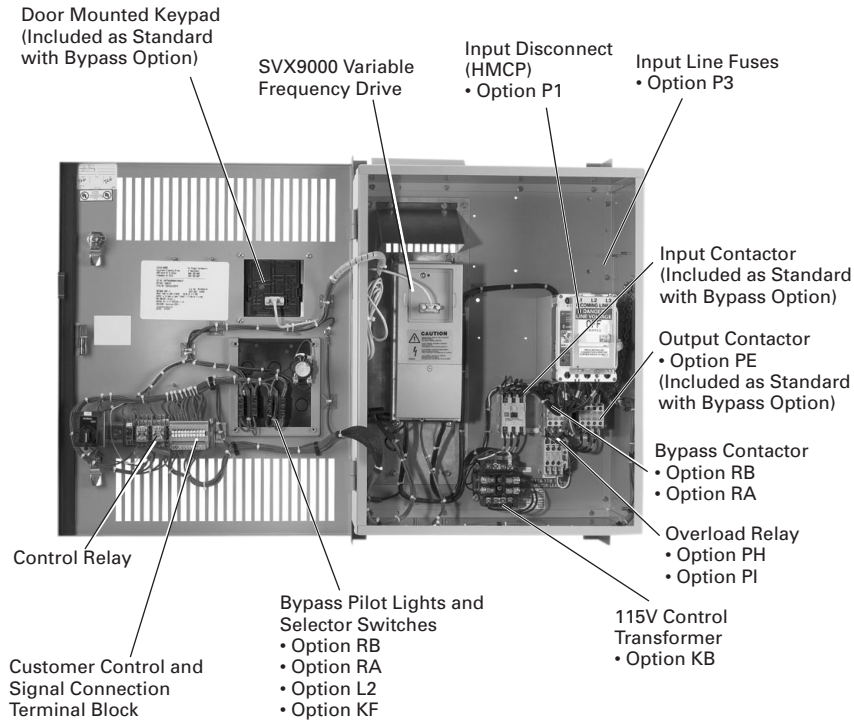 Door Mounted Keypad
(Included as Standard
with Bypass Option)
SVX9000 Variable
Frequency Drive
Input Disconnect
(HMCP)
• Option P1
Input Line Fuses
• Option P3
Input Contactor
(Included as Standard
with Bypass Option)
Output Contactor
• Option PE
(Included as Standard
with Bypass Option)
Bypass Contactor
• Option RB
• Option RA
Overload Relay
• Option PH
• Option PI
115V Control
Transformer
• Option KB
Bypass Pilot Lights and
Selector Switches
• Option RB
• Option RA
• Option L2
• Option KF
Control Relay
Customer Control and
Signal Connection
Terminal Block
CAUTION
L2 L3
OFF